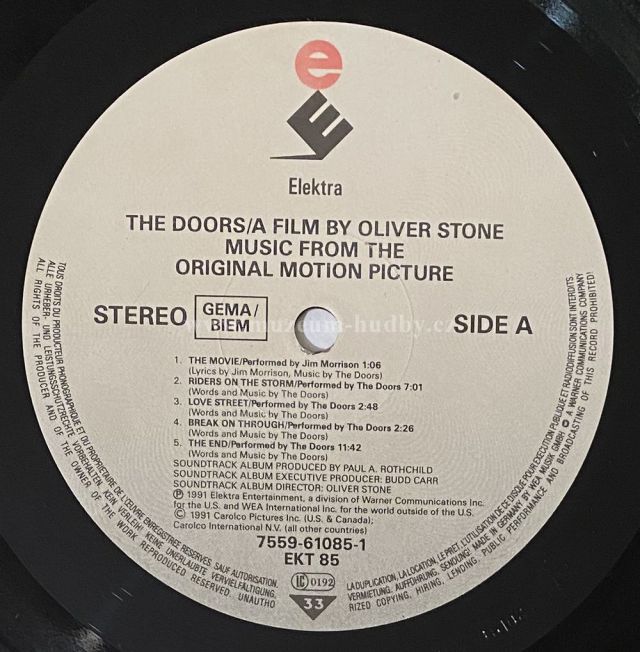 e
E
Elektra
THE DOORS/A FILM BY OLIVER STONE
MUSIC FROM THE
ORIGINAL MOTION PICTURE
STEREO
GEMA/
BIEM
www.muzeum-hudby.cz
SIDE A
1. THE MOVIE/Performed by Jim Morrison 1:06
(Lyrics by Jim Morrison, Music by The Doors)
2. RIDERS ON THE STORM/Performed by The Doors 7:01
(Words and Music by The Doors)
3. LOVE STREET/Performed by The Doors 2:48
(Words and Music by The Doors)
4. BREAK ON THROUGH/Performed by The Doors 2:26
(Words and Music by The Doors)
5. THE END/Performed by The Doors 11:42
(Words and Music by The Doors)
SOUNDTRACK ALBUM PRODUCED BY PAUL A. ROTHCHILD
SOUNDTRACK ALBUM EXECUTIVE PRODUCER: BUDD CARR
SOUNDTRACK ALBUM DIRECTOR: OLIVER STONE
Ⓟ 1991 Elektra Entertainment, a division of Warner Communications Inc.
for the U.S. and WEA International Inc. for the world outside of the U.S.
© 1991 Carolco Pictures Inc. (U.S. & Canada);
Carolco International N.V. (all other countries)
7559-61085-1
EKT 85
LC 0192
33
TOUS DROITS DU PRODUCTEUR PHONOGRAPHIQUE ET DU PROPRIETAIRE DE L'ŒUVRE ENREGISTREE RESERVES. SAUF AUTORISATION,
LA DUPLICATION, LA LOCATION, LE PRET, L'UTILISATION DE CE DISQUE POUR EXECUTION PUBLIQUE ET RADIODIFFUSION SONT INTERDITS
ALLE URHEBER- UND LEISTUNGSSCHUTZRECHTE VORBEHALTEN. KEIN VERLEIH! KEINE UNERLAUBTE VERVIELFÄLTIGUNG,
VERMIETUNG, AUFFÜHRUNG, SENDUNG! MADE IN GERMANY BY WEA MUSIK GMBH A WARNER COMMUNICATIONS COMPANY
ALL RIGHTS OF THE PRODUCER AND OF THE OWNER OF THE WORK REPRODUCED RESERVED. UNAUTHO
RIZED COPYING, HIRING, LENDING, PUBLIC PERFORMANCE AND BROADCASTING OF THIS RECORD PROHIBITED!